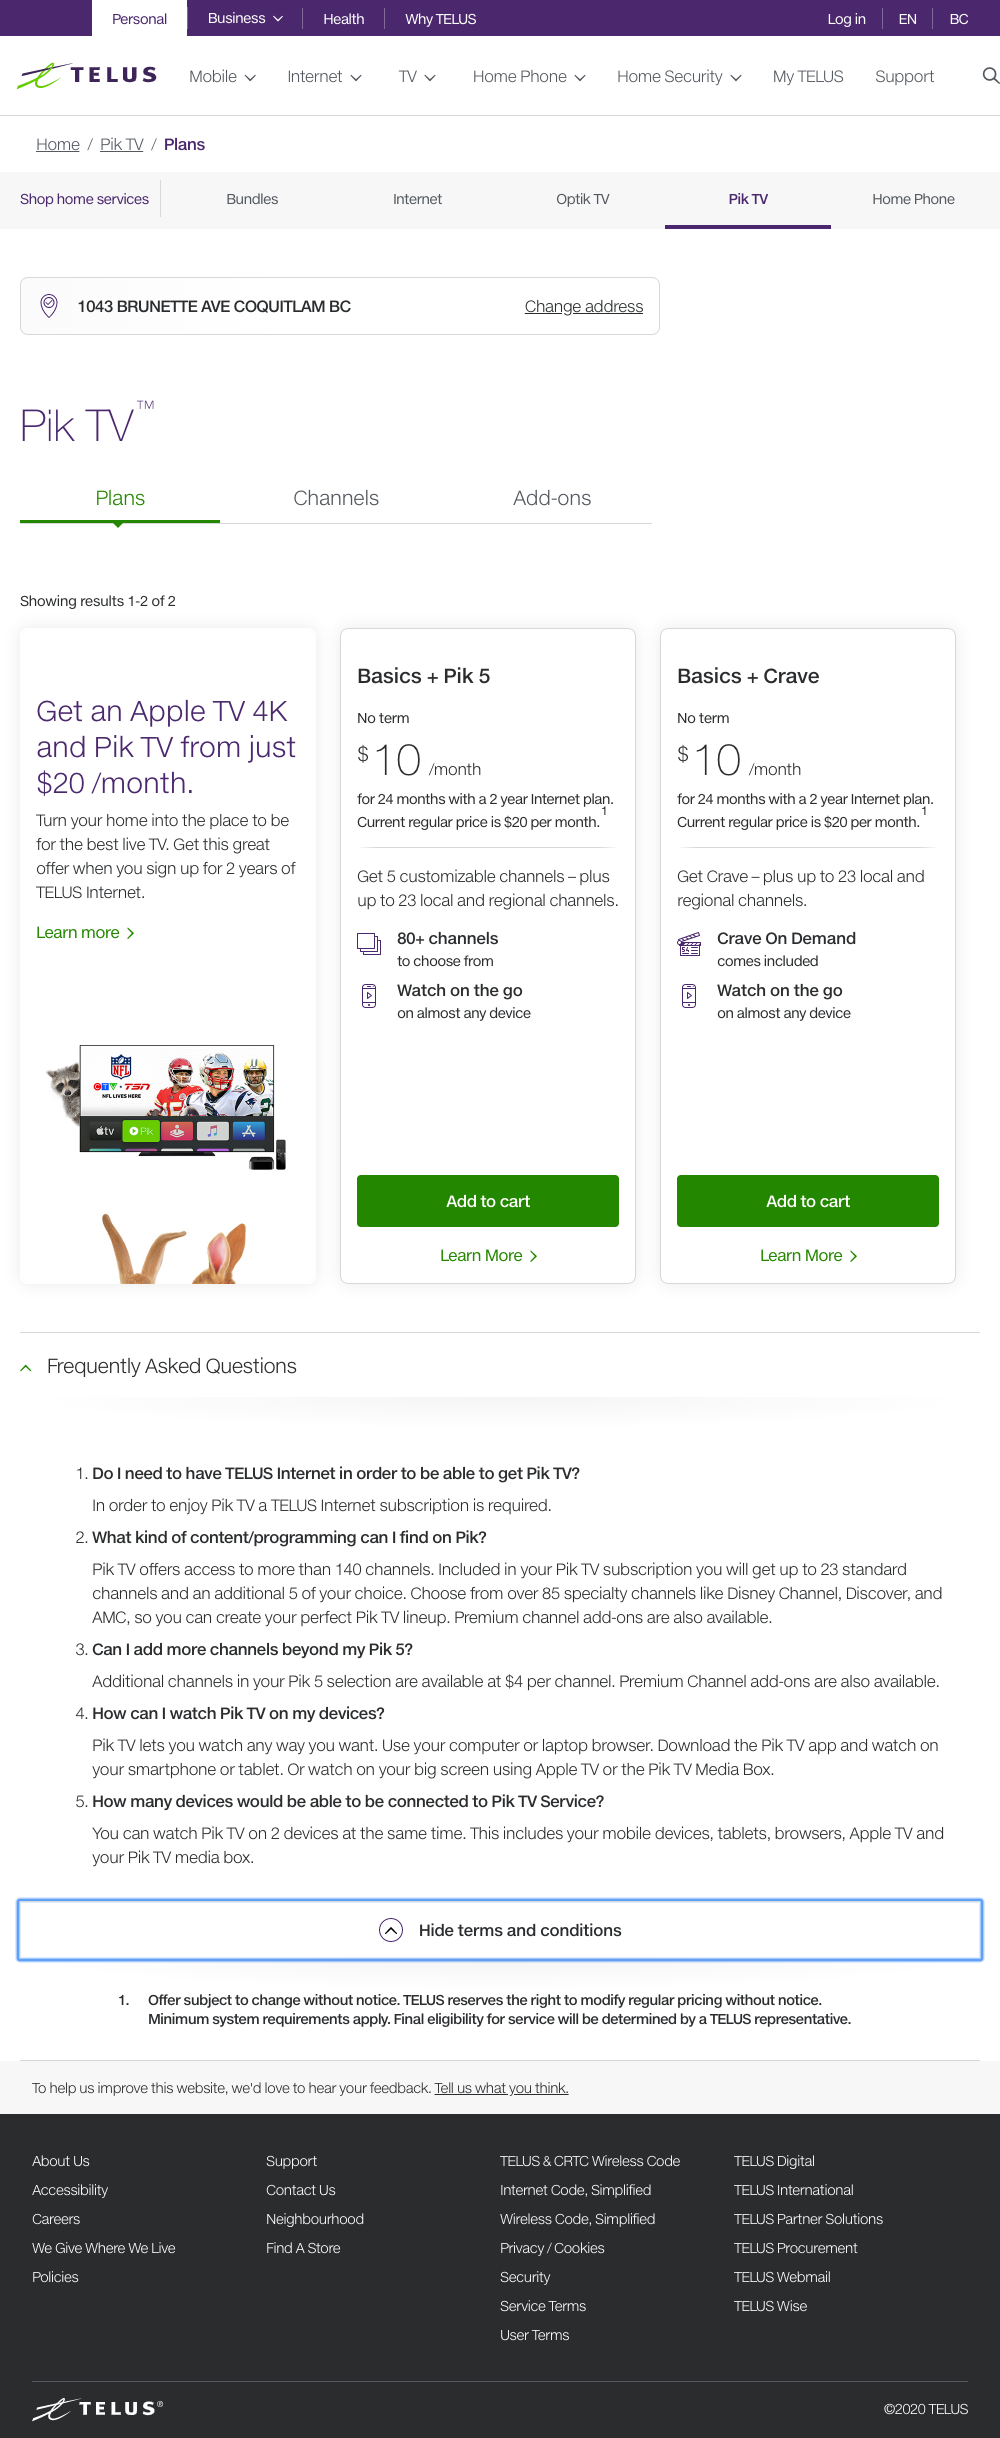 Personal Business Health Why TELUS Log in EN BC
TELUS Mobile Internet TV Home Phone Home Security My TELUS Support
Home / Pik TV / Plans
Shop home services Bundles Internet Optik TV Pik TV Home Phone
1043 BRUNETTE AVE COQUITLAM BC Change address
Pik TV™
Plans Channels Add-ons
Showing results 1-2 of 2
Get an Apple TV 4K
and Pik TV from just
$20 /month.
Turn your home into the place to be
for the best live TV. Get this great
offer when you sign up for 2 years of
TELUS Internet.
Learn more
NFL
CTV · TSN
NFL LIVES HERE
tv Pik
Basics + Pik 5
No term
$10 /month
for 24 months with a 2 year Internet plan.
Current regular price is $20 per month.1
Get 5 customizable channels – plus
up to 23 local and regional channels.
80+ channels
to choose from
Watch on the go
on almost any device
Add to cart
Learn More
Basics + Crave
No term
$10 /month
for 24 months with a 2 year Internet plan.
Current regular price is $20 per month.1
Get Crave – plus up to 23 local and
regional channels.
Crave On Demand
comes included
Watch on the go
on almost any device
Add to cart
Learn More
Frequently Asked Questions
1. Do I need to have TELUS Internet in order to be able to get Pik TV?
In order to enjoy Pik TV a TELUS Internet subscription is required.
2. What kind of content/programming can I find on Pik?
Pik TV offers access to more than 140 channels. Included in your Pik TV subscription you will get up to 23 standard
channels and an additional 5 of your choice. Choose from over 85 specialty channels like Disney Channel, Discover, and
AMC, so you can create your perfect Pik TV lineup. Premium channel add-ons are also available.
3. Can I add more channels beyond my Pik 5?
Additional channels in your Pik 5 selection are available at $4 per channel. Premium Channel add-ons are also available.
4. How can I watch Pik TV on my devices?
Pik TV lets you watch any way you want. Use your computer or laptop browser. Download the Pik TV app and watch on
your smartphone or tablet. Or watch on your big screen using Apple TV or the Pik TV Media Box.
5. How many devices would be able to be connected to Pik TV Service?
You can watch Pik TV on 2 devices at the same time. This includes your mobile devices, tablets, browsers, Apple TV and
your Pik TV media box.
Hide terms and conditions
1. Offer subject to change without notice. TELUS reserves the right to modify regular pricing without notice.
Minimum system requirements apply. Final eligibility for service will be determined by a TELUS representative.
To help us improve this website, we'd love to hear your feedback. Tell us what you think.
About Us Support TELUS & CRTC Wireless Code TELUS Digital
Accessibility Contact Us Internet Code, Simplified TELUS International
Careers Neighbourhood Wireless Code, Simplified TELUS Partner Solutions
We Give Where We Live Find A Store Privacy / Cookies TELUS Procurement
Policies Security TELUS Webmail
Service Terms TELUS Wise
User Terms
TELUS® ©2020 TELUS